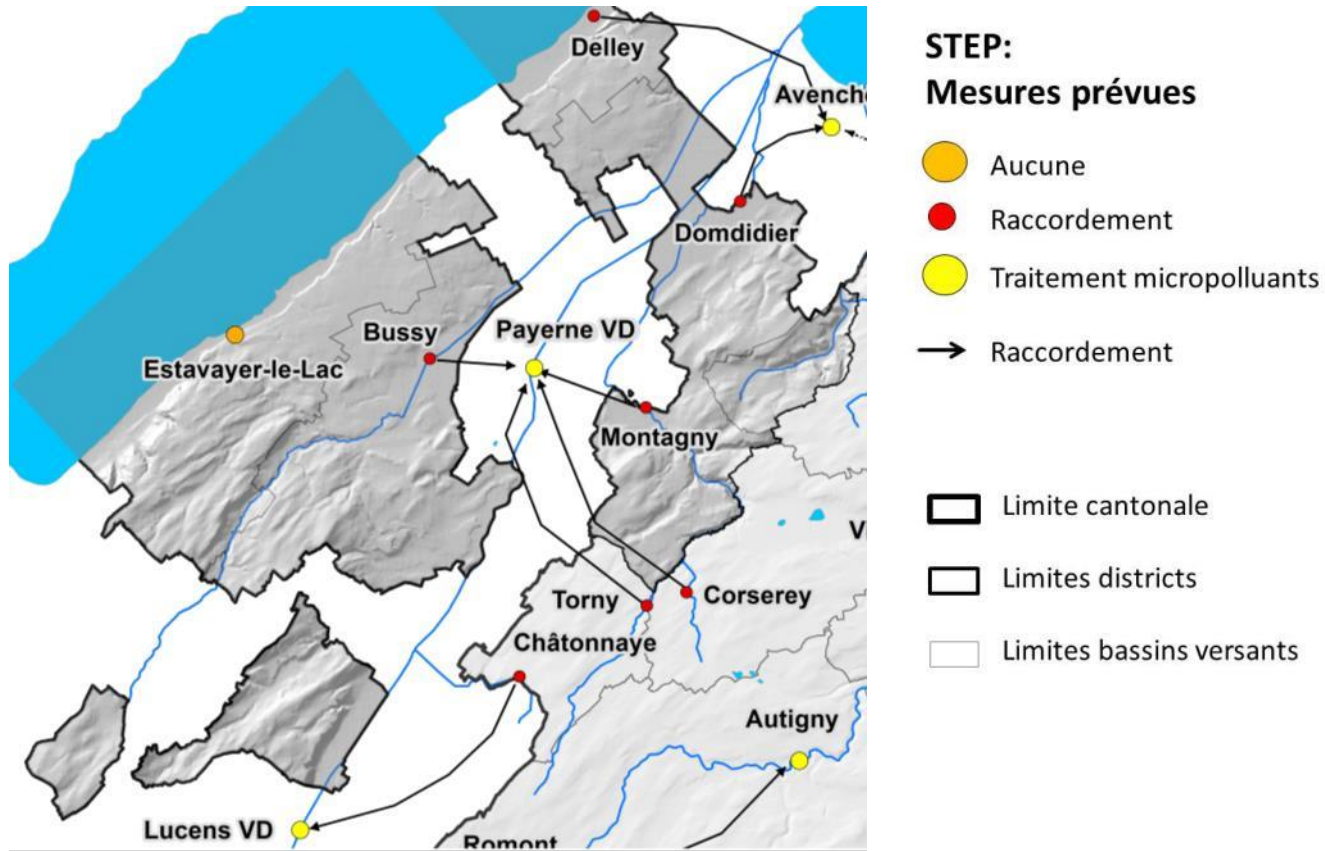 Delley
Avenche
Domdidier
Bussy
Payerne VD
Estavayer-le-Lac
Montagny
Torny
Corserey
Châtonnaye
Autigny
Lucens VD
Romont
V
STEP:
Mesures prévues
Aucune
Raccordement
Traitement micropolluants
Raccordement
Limite cantonale
Limites districts
Limites bassins versants